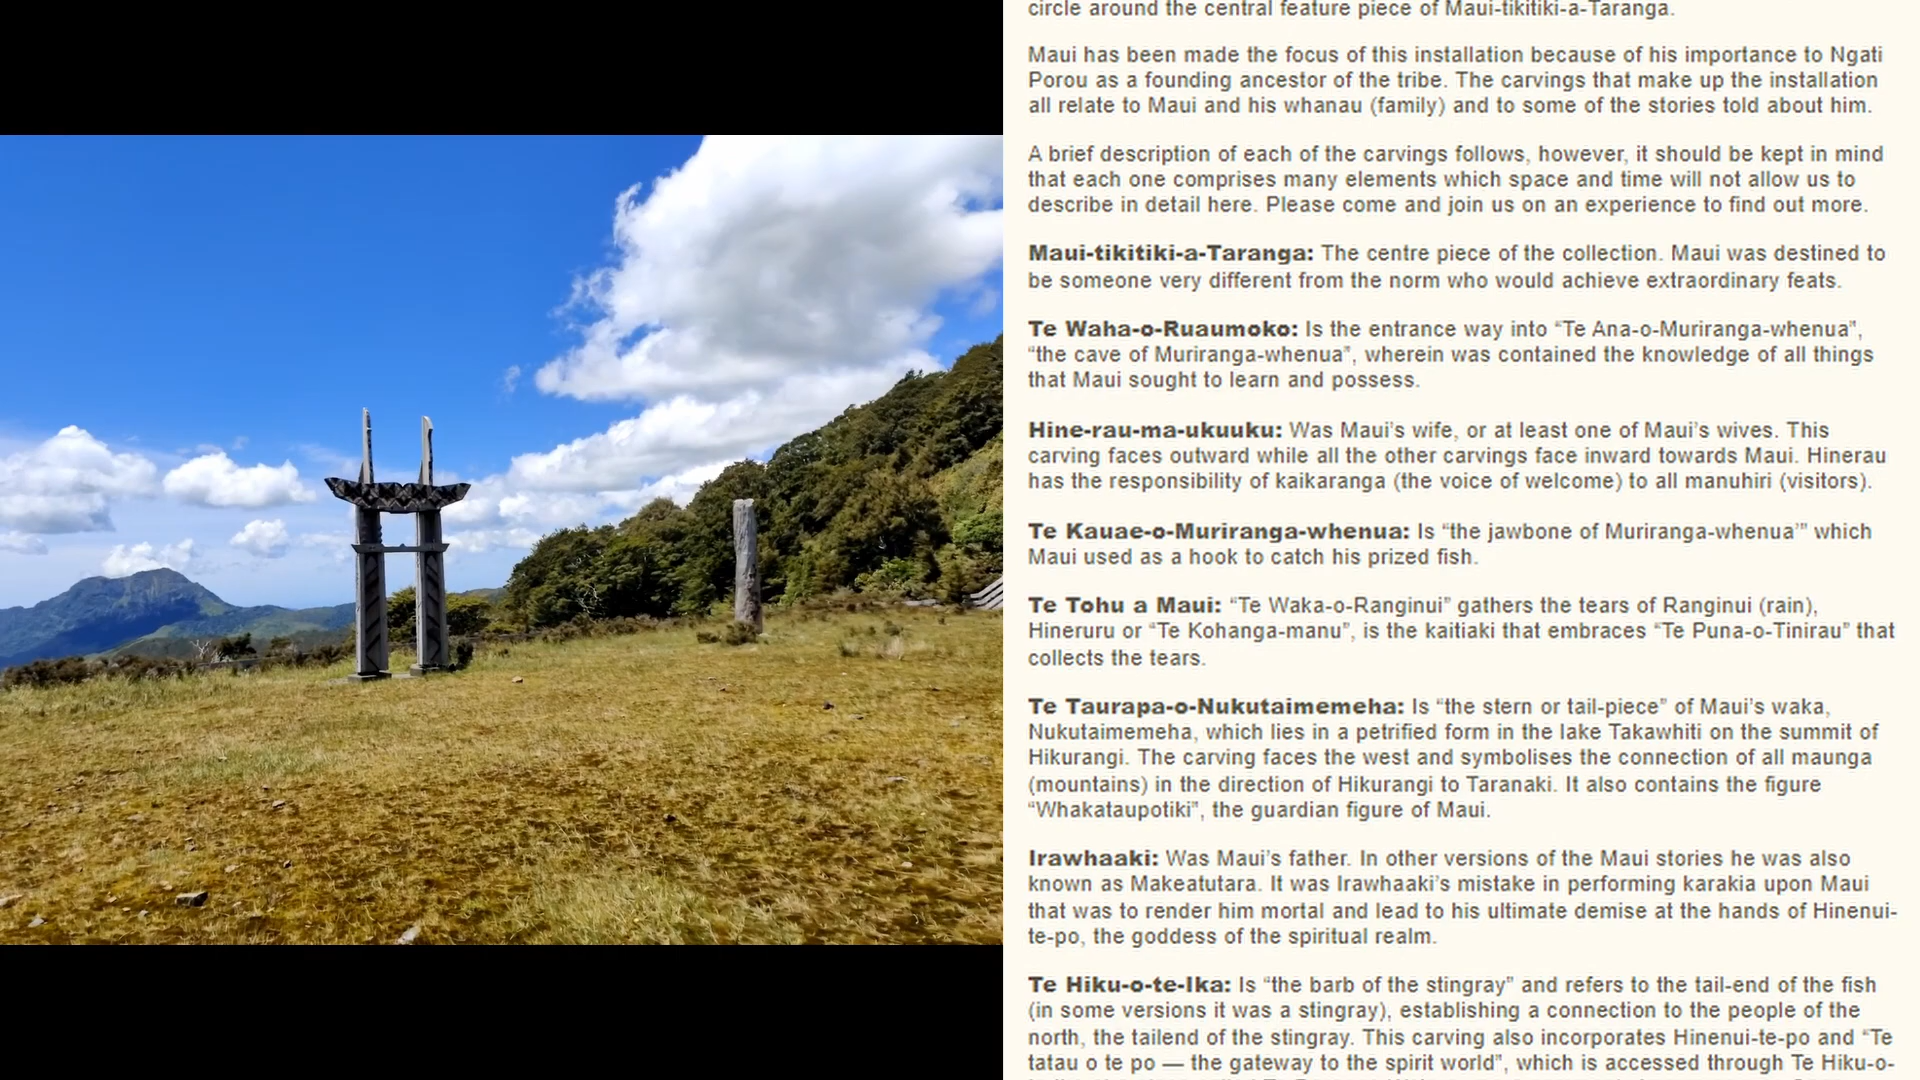 circle around the central feature piece of Maui-tikitiki-a-Taranga.
Maui has been made the focus of this installation because of his importance to Ngati
Porou as a founding ancestor of the tribe. The carvings that make up the installation
all relate to Maui and his whanau (family) and to some of the stories told about him.
A brief description of each of the carvings follows, however, it should be kept in mind
that each one comprises many elements which space and time will not allow us to
describe in detail here. Please come and join us on an experience to find out more.
Maui-tikitiki-a-Taranga: The centre piece of the collection. Maui was destined to
be someone very different from the norm who would achieve extraordinary feats.
Te Waha-o-Ruaumoko: Is the entrance way into “Te Ana-o-Muriranga-whenua”,
“the cave of Muriranga-whenua”, wherein was contained the knowledge of all things
that Maui sought to learn and possess.
Hine-rau-ma-ukuuku: Was Maui’s wife, or at least one of Maui’s wives. This
carving faces outward while all the other carvings face inward towards Maui. Hinerau
has the responsibility of kaikaranga (the voice of welcome) to all manuhiri (visitors).
Te Kauae-o-Muriranga-whenua: Is “the jawbone of Muriranga-whenua’” which
Maui used as a hook to catch his prized fish.
Te Tohu a Maui: “Te Waka-o-Ranginui” gathers the tears of Ranginui (rain),
Hineruru or “Te Kohanga-manu”, is the kaitiaki that embraces “Te Puna-o-Tinirau” that
collects the tears.
Te Taurapa-o-Nukutaimemeha: Is “the stern or tail-piece” of Maui’s waka,
Nukutaimemeha, which lies in a petrified form in the lake Takawhiti on the summit of
Hikurangi. The carving faces the west and symbolises the connection of all maunga
(mountains) in the direction of Hikurangi to Taranaki. It also contains the figure
“Whakataupotiki”, the guardian figure of Maui.
Irawhaaki: Was Maui’s father. In other versions of the Maui stories he was also
known as Makeatutara. It was Irawhaaki’s mistake in performing karakia upon Maui
that was to render him mortal and lead to his ultimate demise at the hands of Hinenui-
te-po, the goddess of the spiritual realm.
Te Hiku-o-te-Ika: Is “the barb of the stingray” and refers to the tail-end of the fish
(in some versions it was a stingray), establishing a connection to the people of the
north, the tailend of the stingray. This carving also incorporates Hinenui-te-po and “Te
tatau o te po — the gateway to the spirit world”, which is accessed through Te Hiku-o-